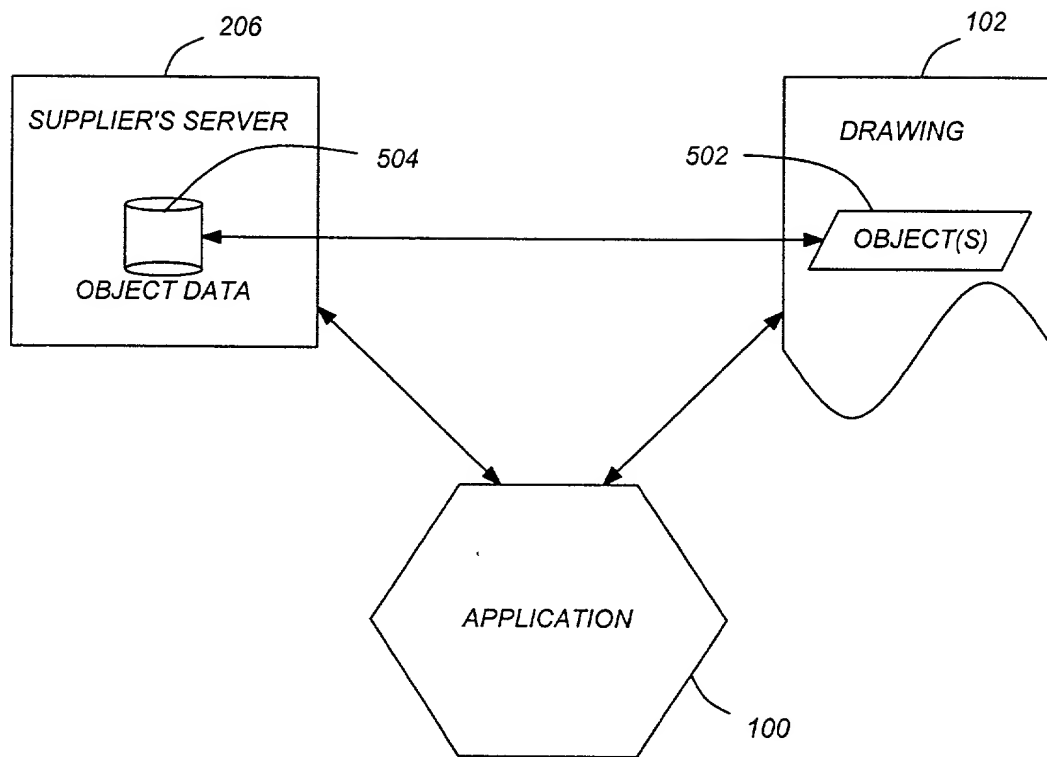 206
102
SUPPLIER'S SERVER
DRAWING
504
502
OBJECT(S)
OBJECT DATA
APPLICATION
100